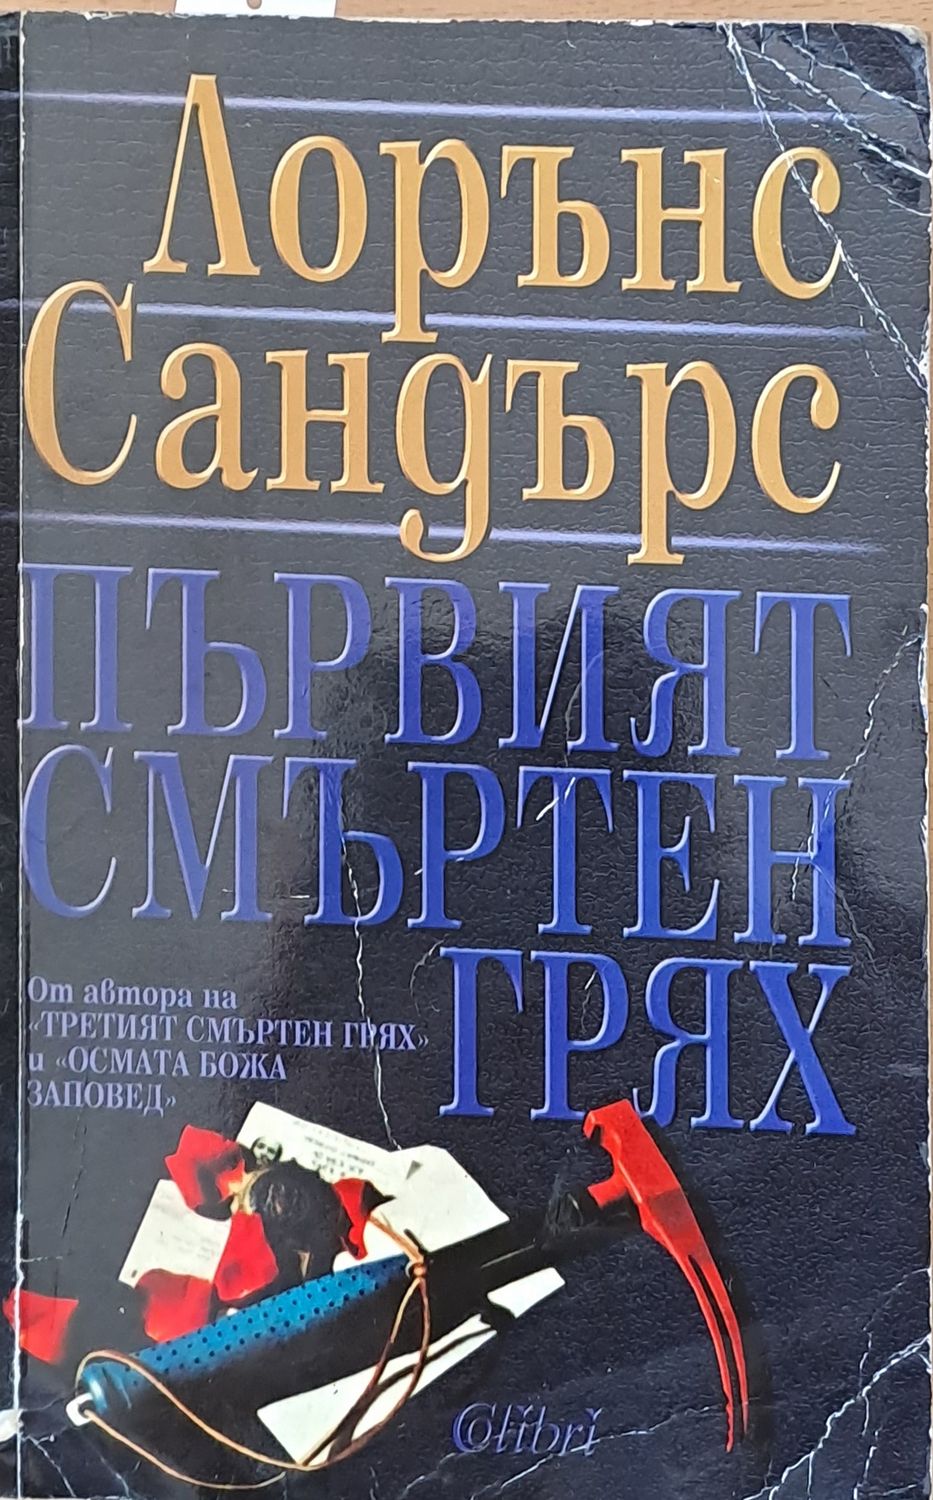 Лорънс
Сандърс
ПЪРВИЯТ
СМЪРТЕН
ГРЯХ
От автора на
«ТРЕТИЯТ СМЪРТЕН ГРЯХ»
и «ОСМАТА БОЖА
ЗАПОВЕД»
Colibri